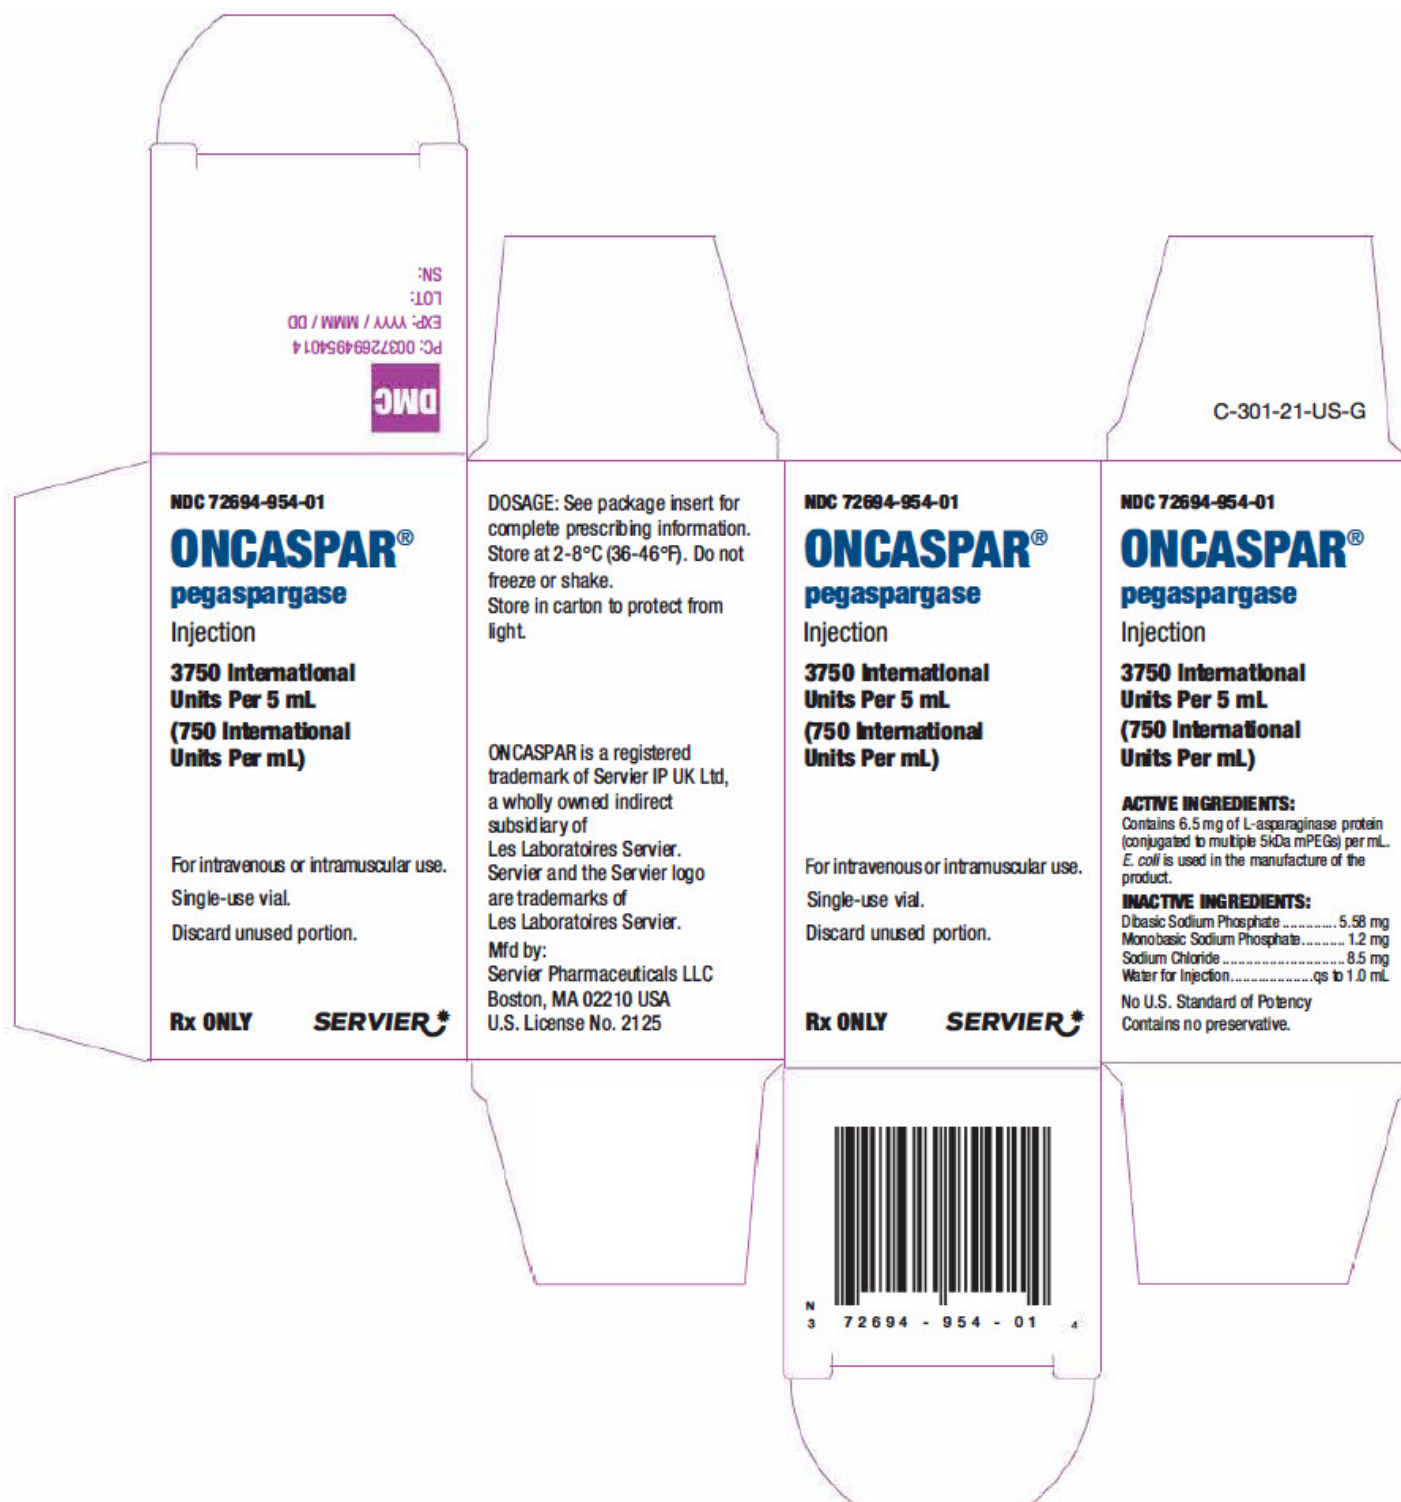 SN:
LOT:
EXP: YYYY / MMM / DD
PC: 00372694954014
DMC
C-301-21-US-G
NDC 72694-954-01
ONCASPAR®
pegaspargase
Injection
3750 International
Units Per 5 mL
(750 International
Units Per mL)
For intravenous or intramuscular use.
Single-use vial.
Discard unused portion.
Rx ONLY
SERVIER
DOSAGE: See package insert for
complete prescribing information.
Store at 2-8°C (36-46°F). Do not
freeze or shake.
Store in carton to protect from
light.
ONCASPAR is a registered
trademark of Servier IP UK Ltd,
a wholly owned indirect
subsidiary of
Les Laboratoires Servier.
Servier and the Servier logo
are trademarks of
Les Laboratoires Servier.
Mfd by:
Servier Pharmaceuticals LLC
Boston, MA 02210 USA
U.S. License No. 2125
NDC 72694-954-01
ONCASPAR®
pegaspargase
Injection
3750 International
Units Per 5 mL
(750 International
Units Per mL)
For intravenous or intramuscular use.
Single-use vial.
Discard unused portion.
Rx ONLY
SERVIER
NDC 72694-954-01
ONCASPAR®
pegaspargase
Injection
3750 International
Units Per 5 mL
(750 International
Units Per mL)
ACTIVE INGREDIENTS:
Contains 6.5 mg of L-asparaginase protein
(conjugated to multiple 5kDa mPEGs) per mL.
E. coli is used in the manufacture of the
product.
INACTIVE INGREDIENTS:
Dibasic Sodium Phosphate ............. 5.58 mg
Monobasic Sodium Phosphate .......... 1.2 mg
Sodium Chloride .............................. 8.5 mg
Water for Injection.....................qs to 1.0 mL
No U.S. Standard of Potency
Contains no preservative.
N
3 72694 - 954 - 01 4